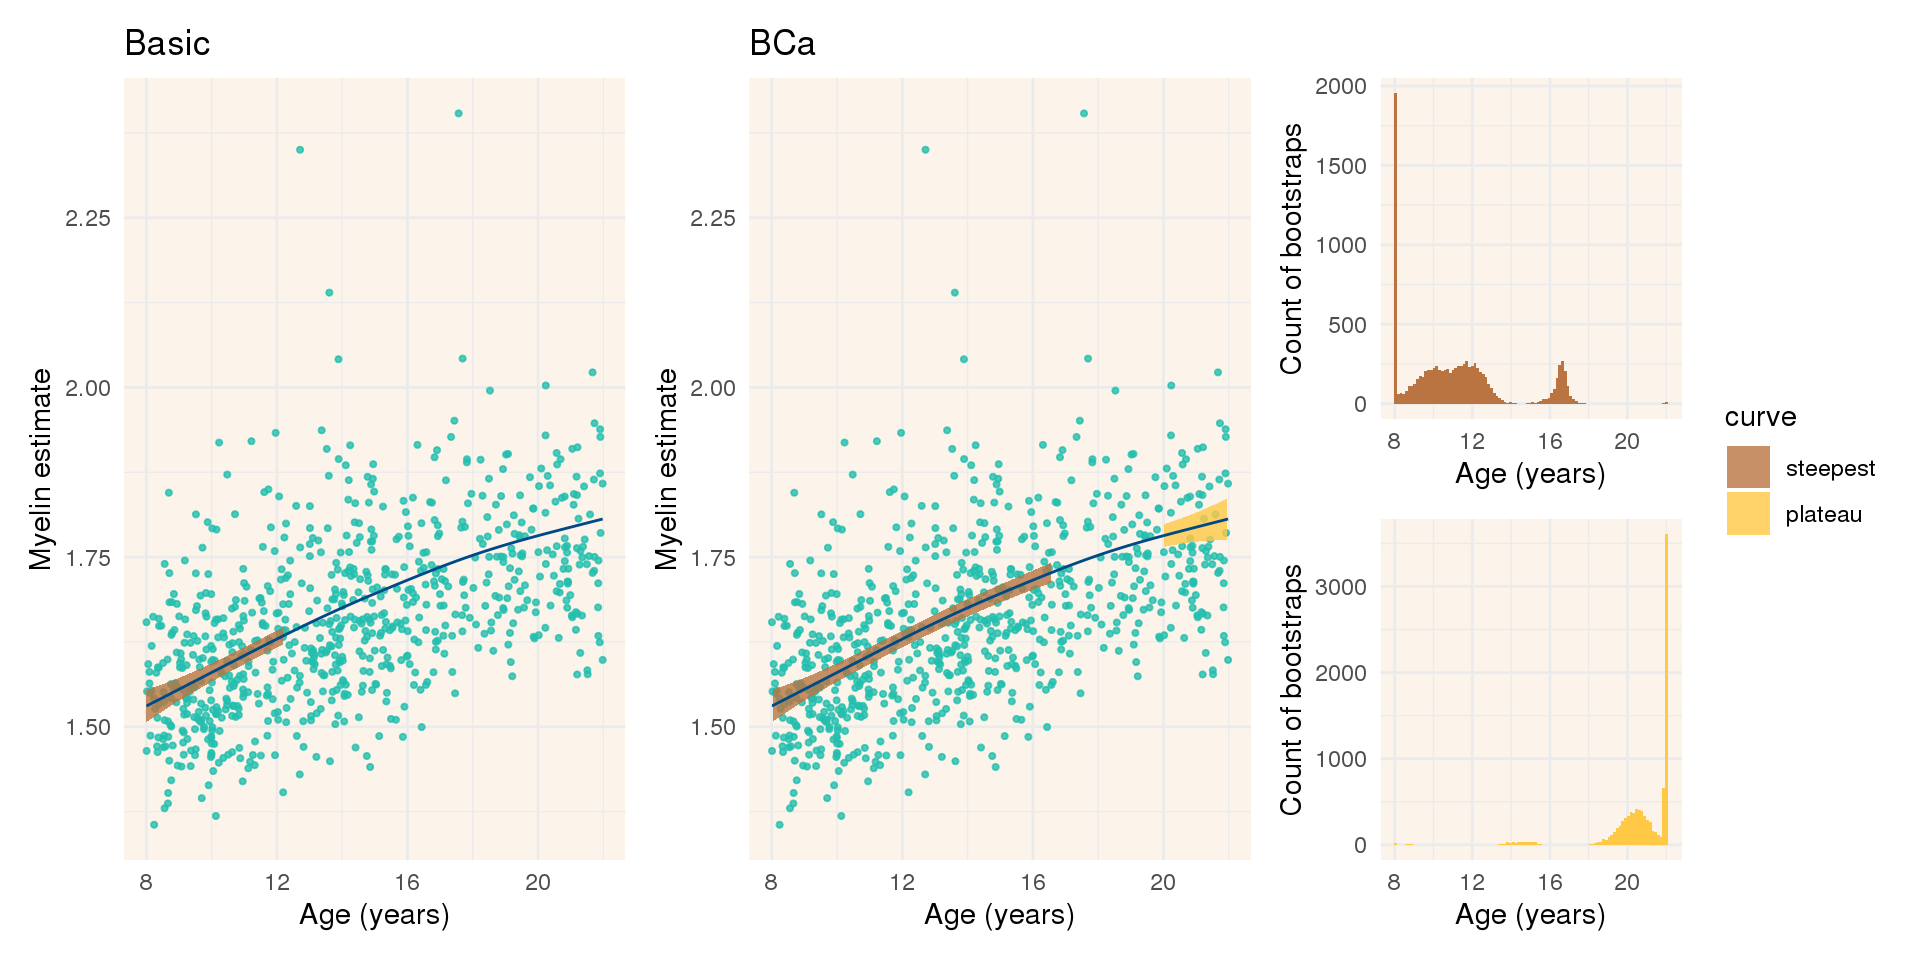 Basic
Myelin estimate
2.25
2.00
1.75
1.50
8 12 16 20
Age (years)
BCa
Myelin estimate
2.25
2.00
1.75
1.50
8 12 16 20
Age (years)
Count of bootstraps
2000
1500
1000
500
0
8 12 16 20
Age (years)
Count of bootstraps
3000
2000
1000
0
8 12 16 20
Age (years)
curve
steepest
plateau